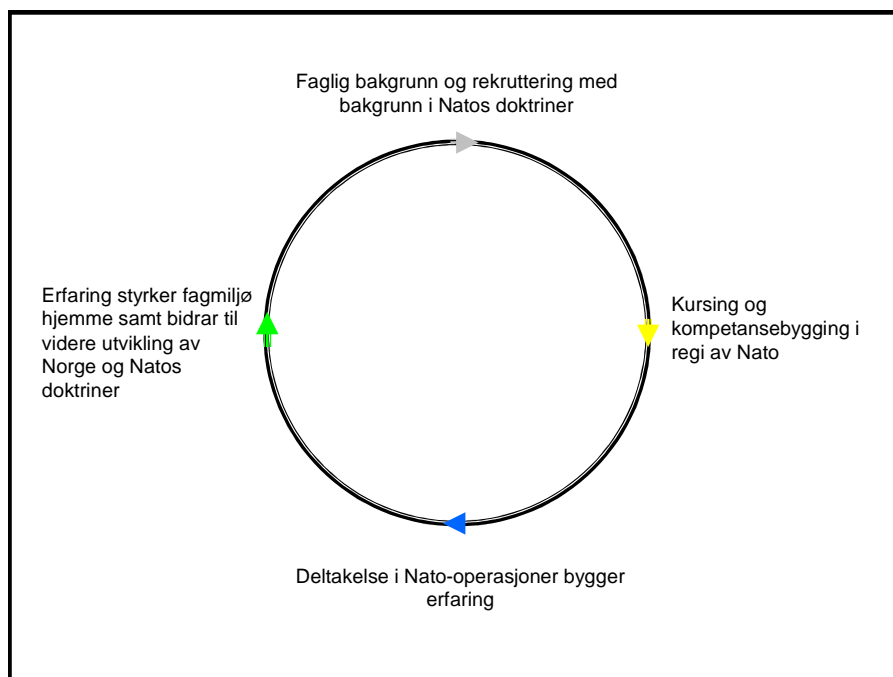 Faglig bakgrunn og rekruttering med
bakgrunn i Natos doktriner
Erfaring styrker fagmiljø
hjemme samt bidrar til
videre utvikling av
Norge og Natos
doktriner
Kursing og
kompetansebygging i
regi av Nato
Deltakelse i Nato-operasjoner bygger
erfaring